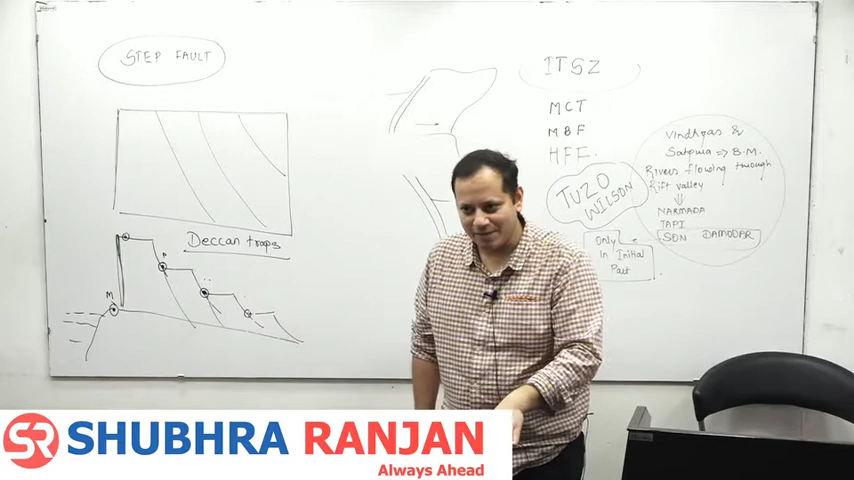 STEP FAULT
Deccan traps
M
P
ITSZ
MCT
MBF
HFF
TUZO
WILSON
Vindhyas &
Satpura => B.M.
Rivers flowing through
Rift valley
NARMADA
TAPI
SON DAMODAR
Only
in Initial
Part
SR
SHUBHRA RANJAN
Always Ahead